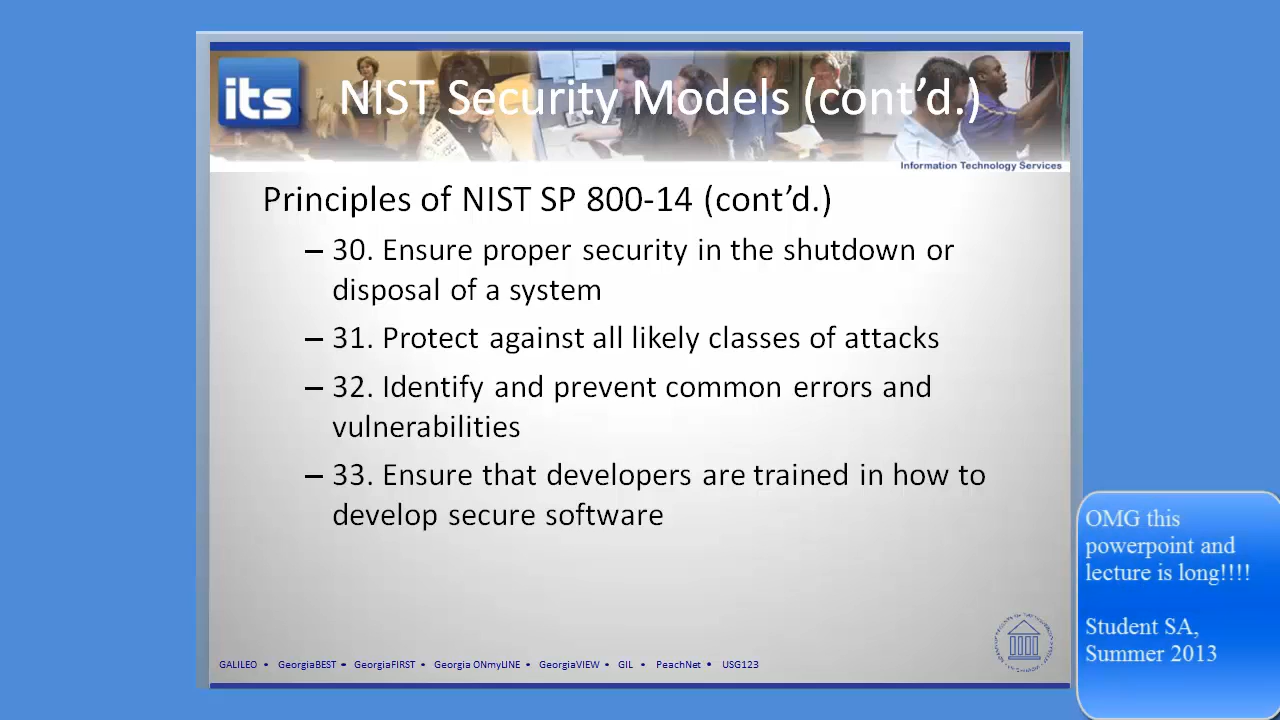 its
NIST Security Models (cont’d.)
Information Technology Services
Principles of NIST SP 800-14 (cont’d.)
– 30. Ensure proper security in the shutdown or
disposal of a system
– 31. Protect against all likely classes of attacks
– 32. Identify and prevent common errors and
vulnerabilities
– 33. Ensure that developers are trained in how to
develop secure software
OMG this
powerpoint and
lecture is long!!!!
Student SA,
Summer 2013
GALILEO • GeorgiaBEST • GeorgiaFIRST • Georgia ONmyLINE • GeorgiaVIEW • GIL • PeachNet • USG123